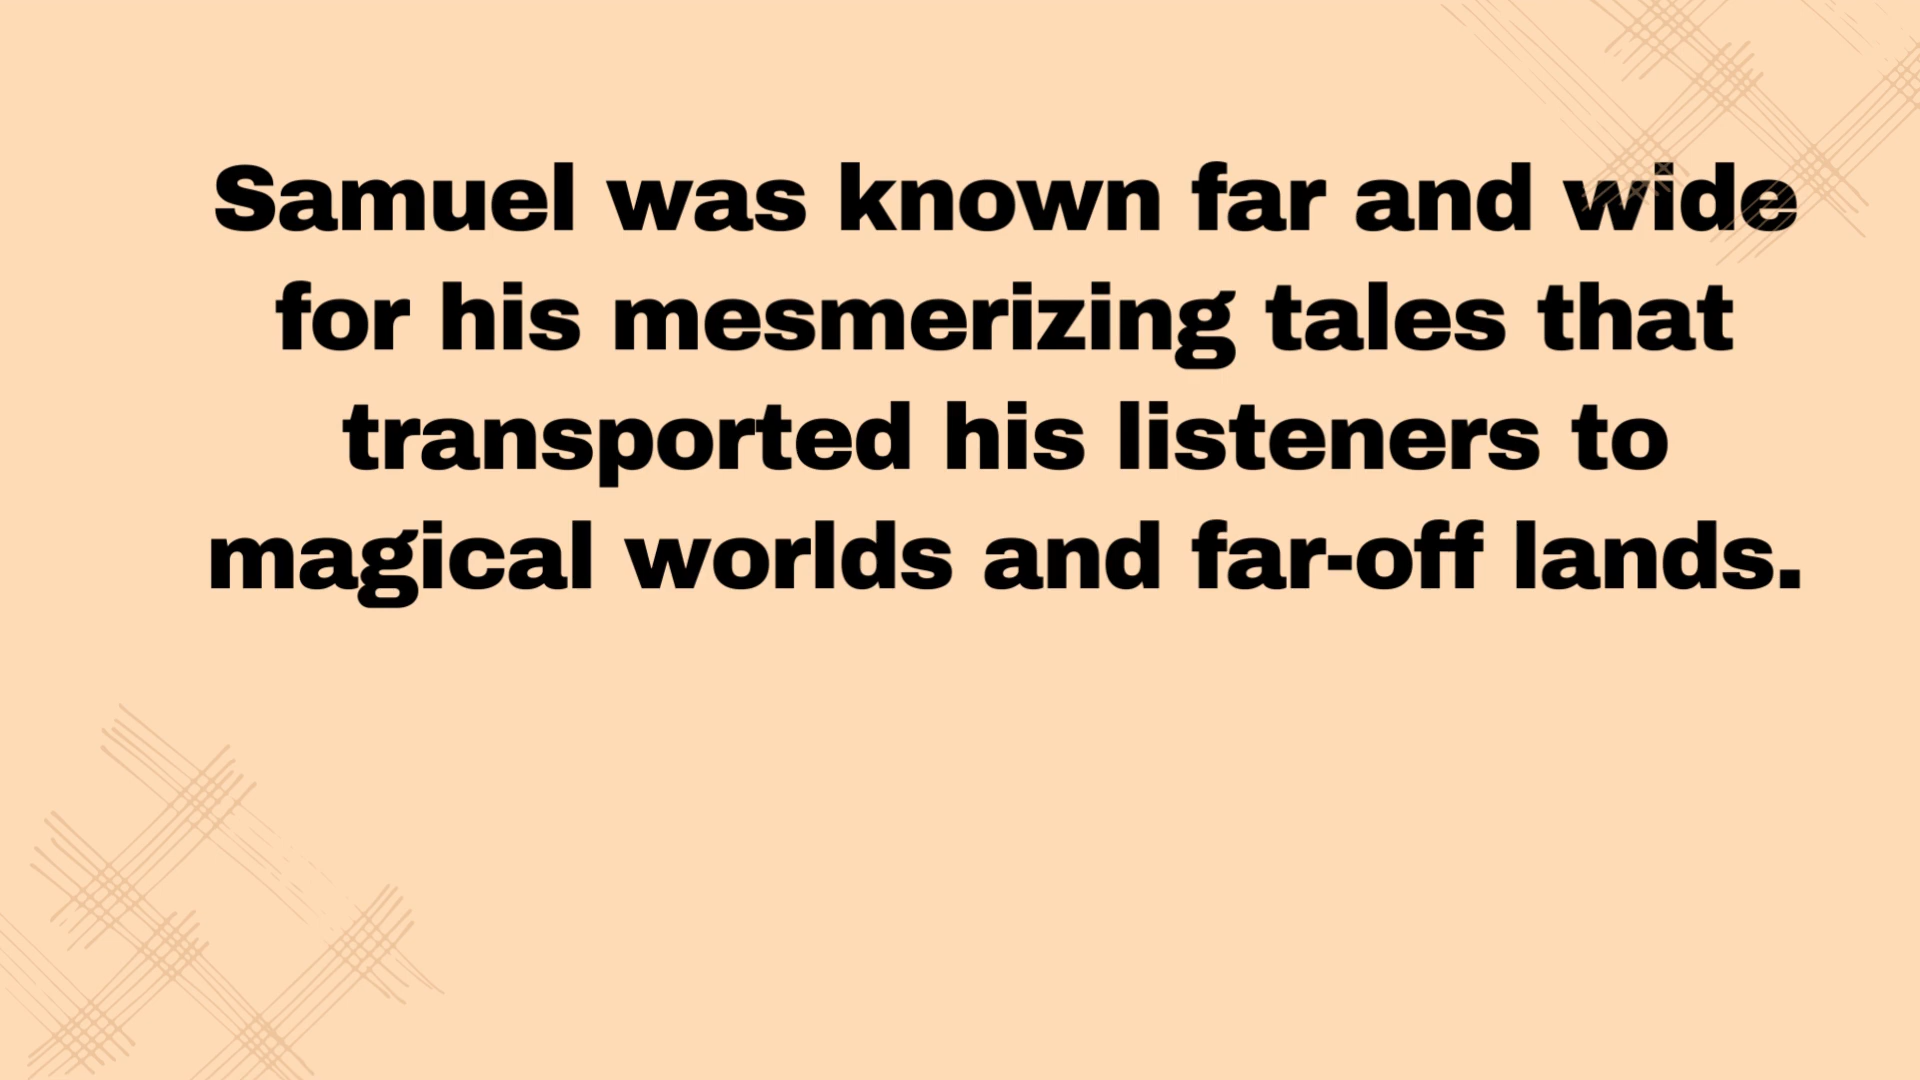 Samuel was known far and wide
for his mesmerizing tales that
transported his listeners to
magical worlds and far-off lands.